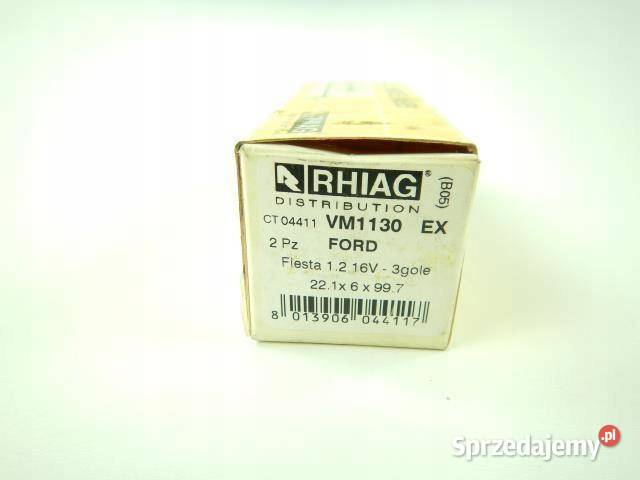 RHIAG®
DISTRIBUTION
(B05)
CT 04411 VM1130 EX
2 Pz FORD
Fiesta 1.2 16V - 3gole
22.1x 6 x 99.7
8 013906 044117
Sprzedajemy.pl